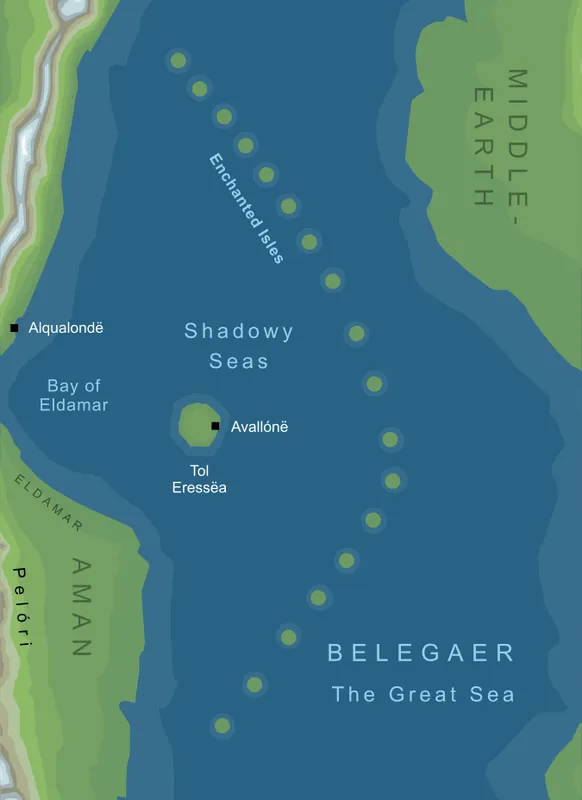 MIDDLE-
EARTH
Enchanted Isles
Alqualondë
Shadowy
Seas
Bay of
Eldamar
Avallónë
Tol
Eressëa
ELDAMAR
AMAN
Pelóri
BELEGAER
The Great Sea